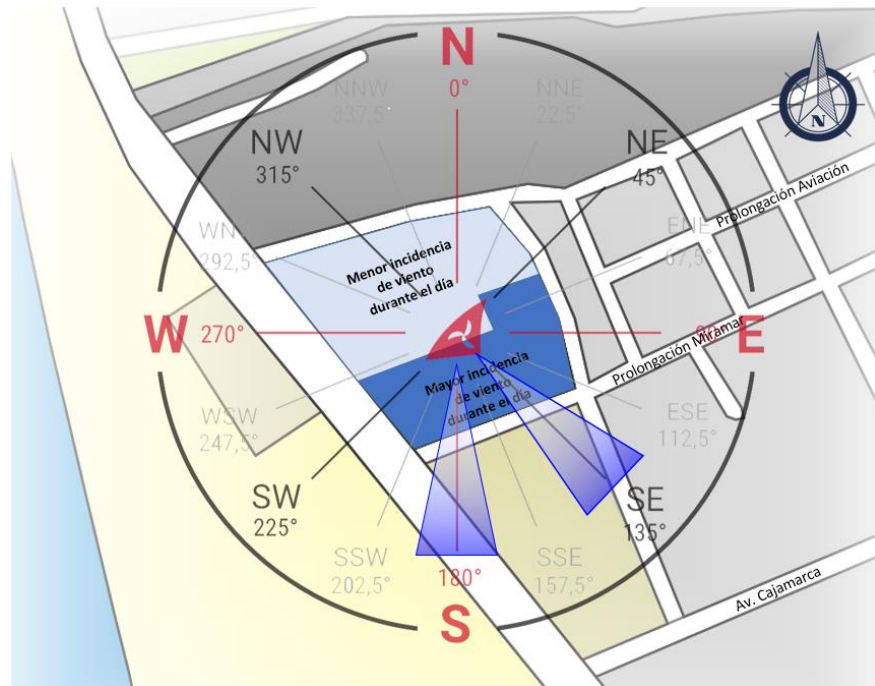 N
0°
NNW
337,5°
NNE
22,5°
NW
315°
NE
45°
N
Prolongación Aviación
WN
292,5°
ENE
67,5°
Menor incidencia
de viento
durante el día
W
270°
90°
E
Prolongación Miramar
Mayor incidencia
de viento
durante el día
WSW
247,5°
ESE
112,5°
SW
225°
SE
135°
SSW
202,5°
SSE
157,5°
180°
S
Av. Cajamarca